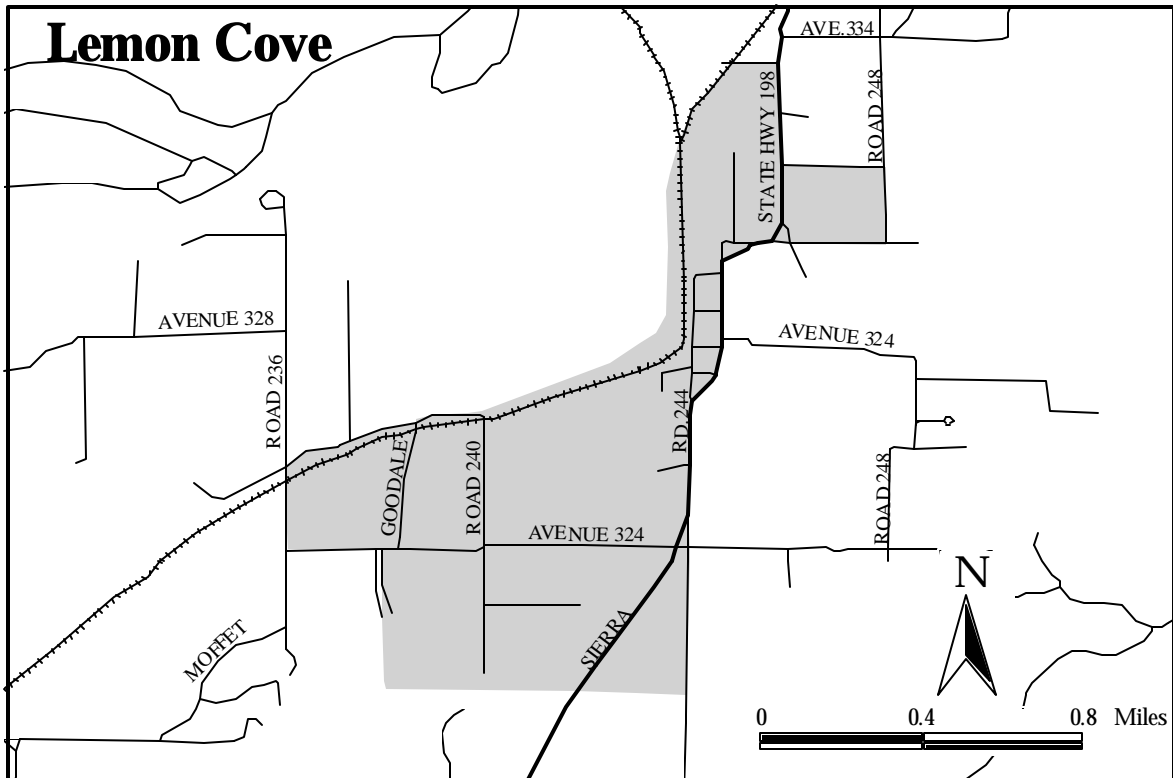 Lemon Cove
AVE.334
STATE HWY 198
ROAD 248
AVENUE 328
AVENUE 324
ROAD 236
RD.244
GOODALE
ROAD 240
ROAD 248
AVENUE 324
N
SIERRA
MOFFET
0 0.4 0.8 Miles